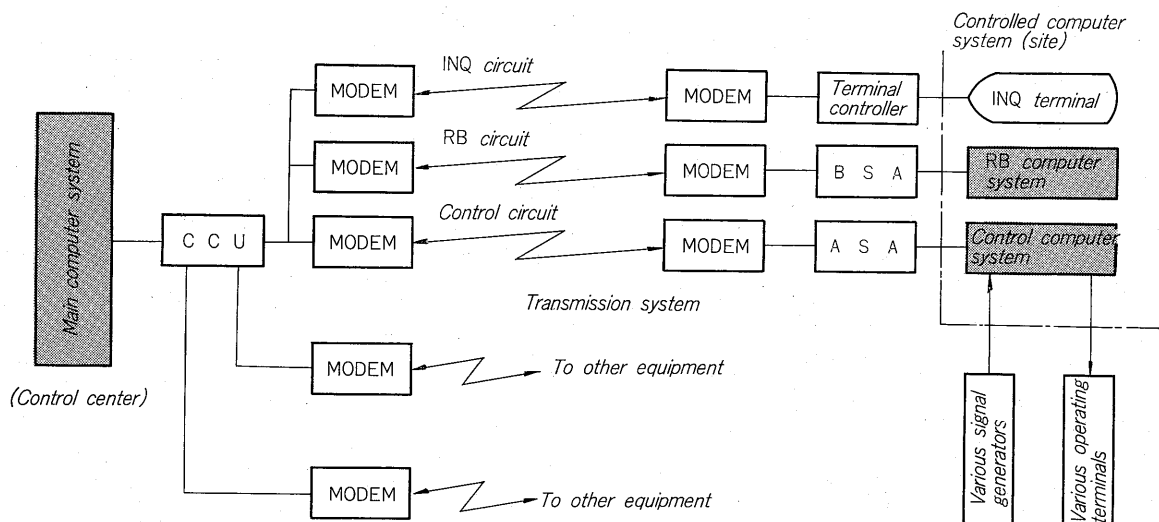 Controlled computer
system (site)
INQ circuit
MODEM
MODEM
Terminal
controller
INQ terminal
RB circuit
MODEM
MODEM
B S A
RB computer
system
Control circuit
MODEM
MODEM
A S A
Control computer
system
Main computer system
C C U
Transmission system
MODEM
To other equipment
(Control center)
MODEM
To other equipment
Various signal
generators
Various operating
terminals